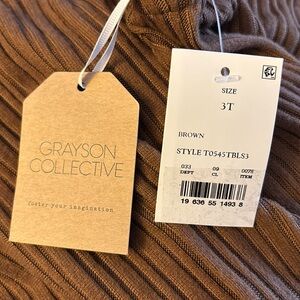 GRAYSON
COLLECTIVE
foster your imagination
SIZE
3T
BROWN
STYLE T0545TBLS3
033 09 0075
DEPT CL ITEM
19 636 55 1493 8